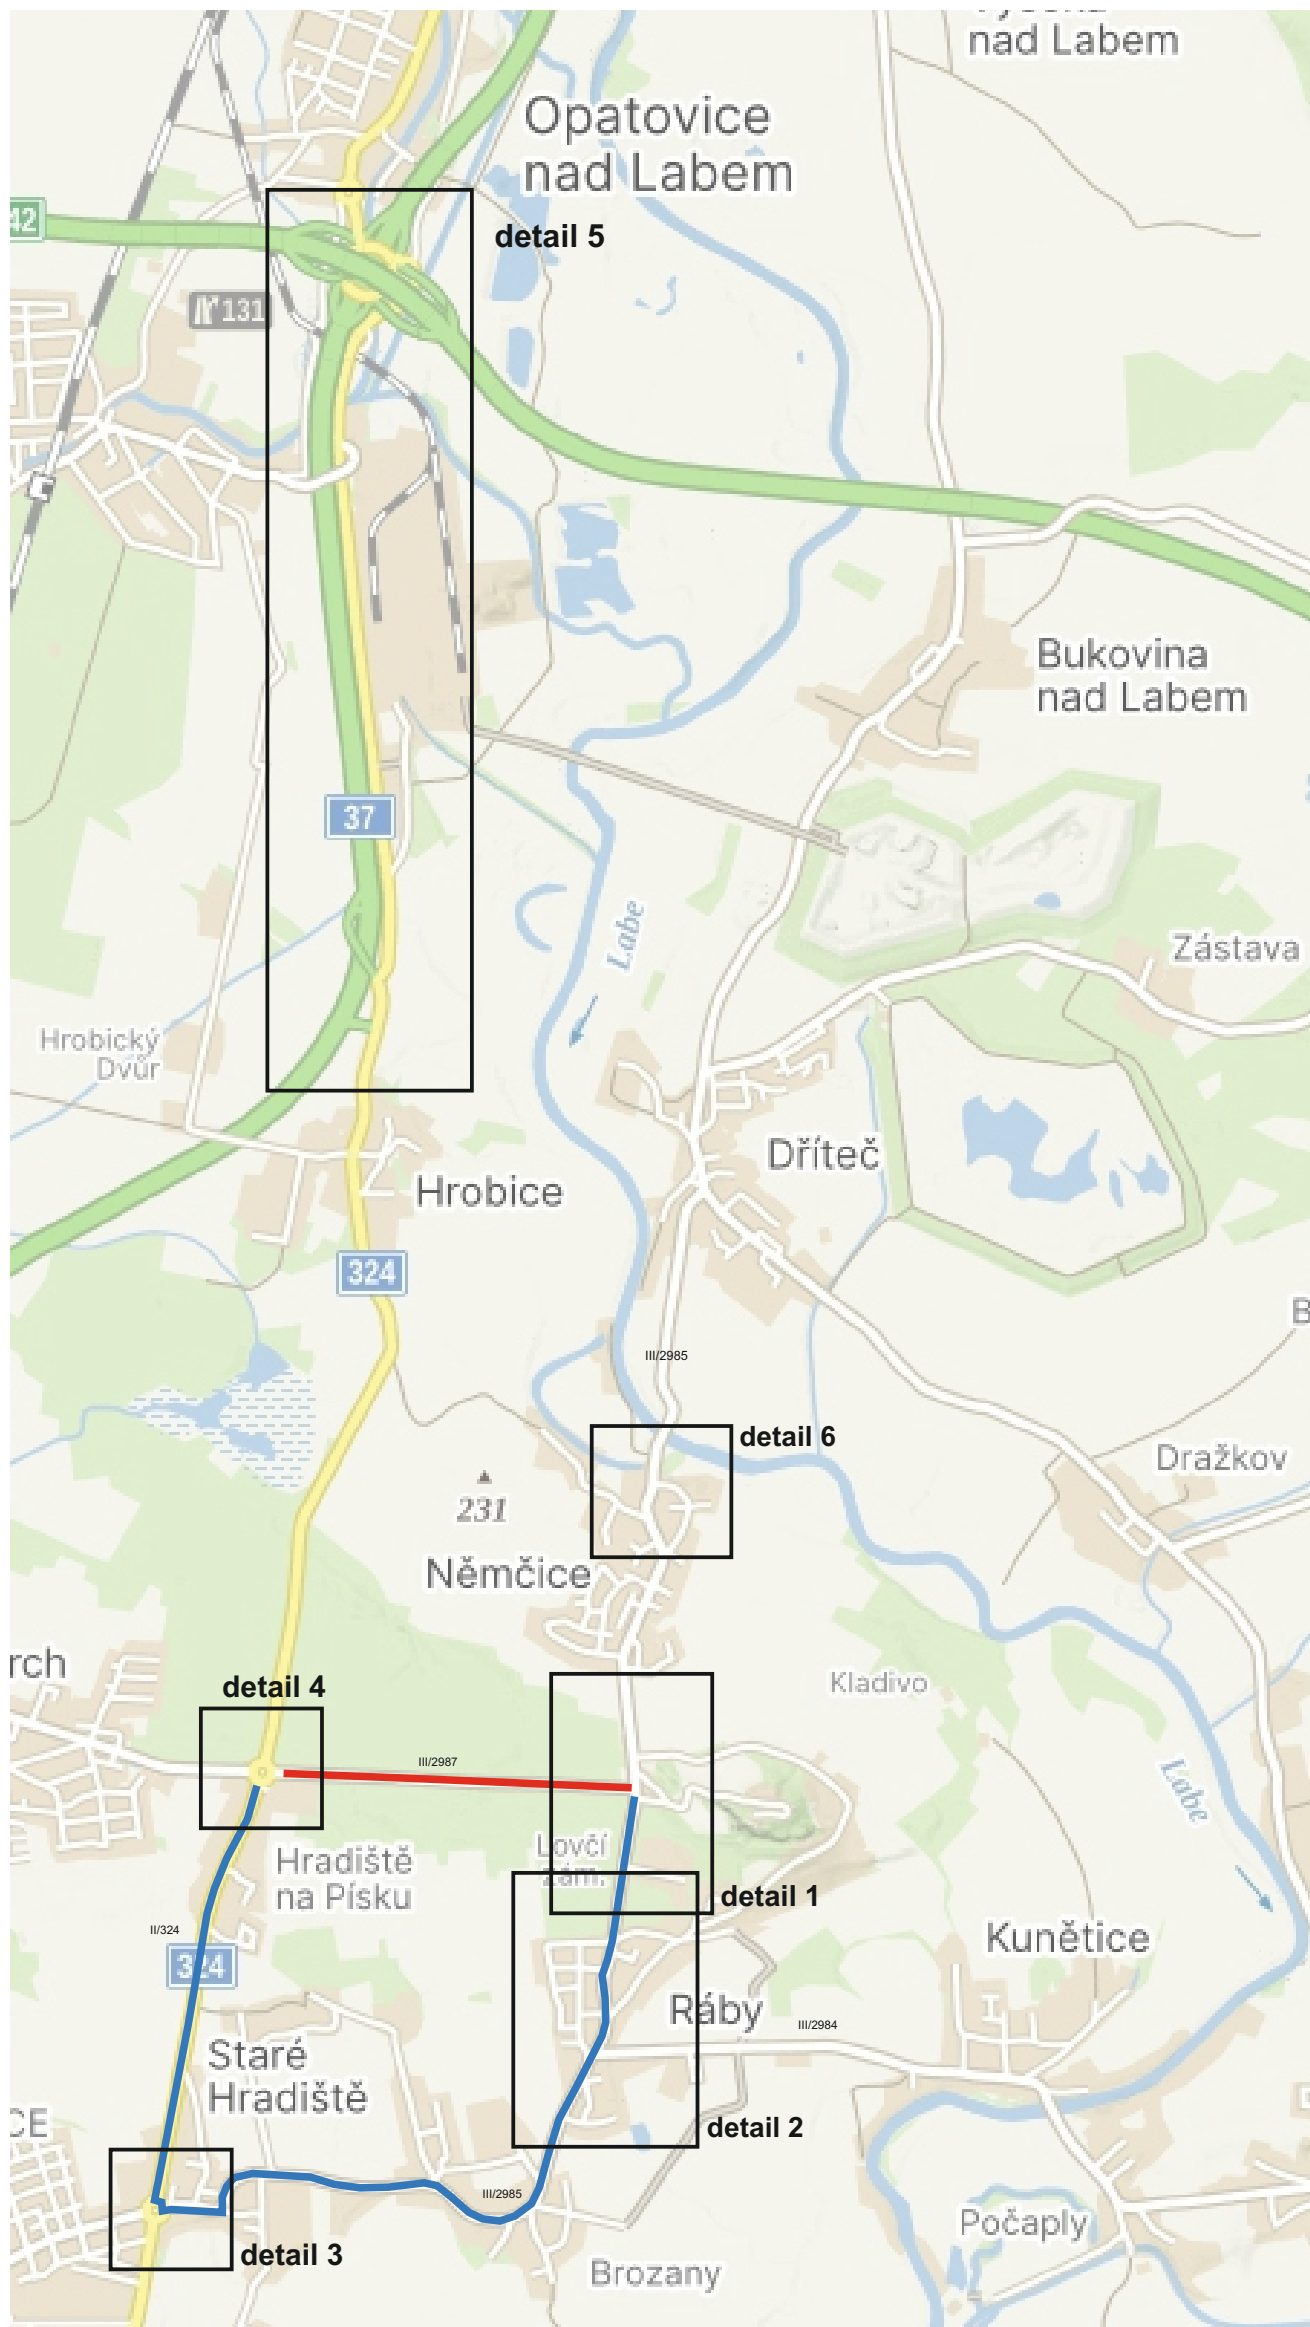 nad Labem
Opatovice
nad Labem
42
detail 5
131
Bukovina
nad Labem
37
Labe
Zástava
Hrobický
Dvůr
Dříteč
Hrobice
324
B
III/2985
detail 6
Dražkov
231
Němčice
rch
Kladivo
detail 4
III/2987
Labe
Lovčí
zám.
Hradiště
na Písku
detail 1
II/324
Kunětice
324
Ráby
III/2984
Staré
Hradiště
CE
detail 2
III/2985
Počaply
detail 3
Brozany